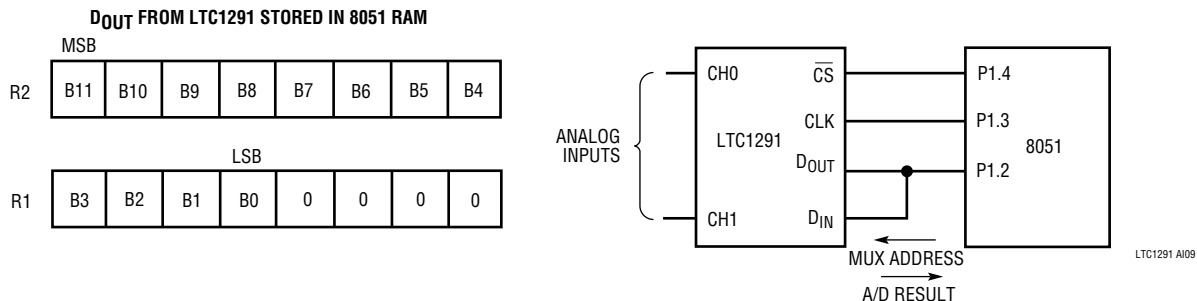 DOUT FROM LTC1291 STORED IN 8051 RAM
MSB
R2 B11 B10 B9 B8 B7 B6 B5 B4
LSB
R1 B3 B2 B1 B0 0 0 0 0
ANALOG
INPUTS
CH0
CH1
LTC1291
CS
CLK
DOUT
DIN
P1.4
P1.3
P1.2
8051
MUX ADDRESS
A/D RESULT
LTC1291 AI09